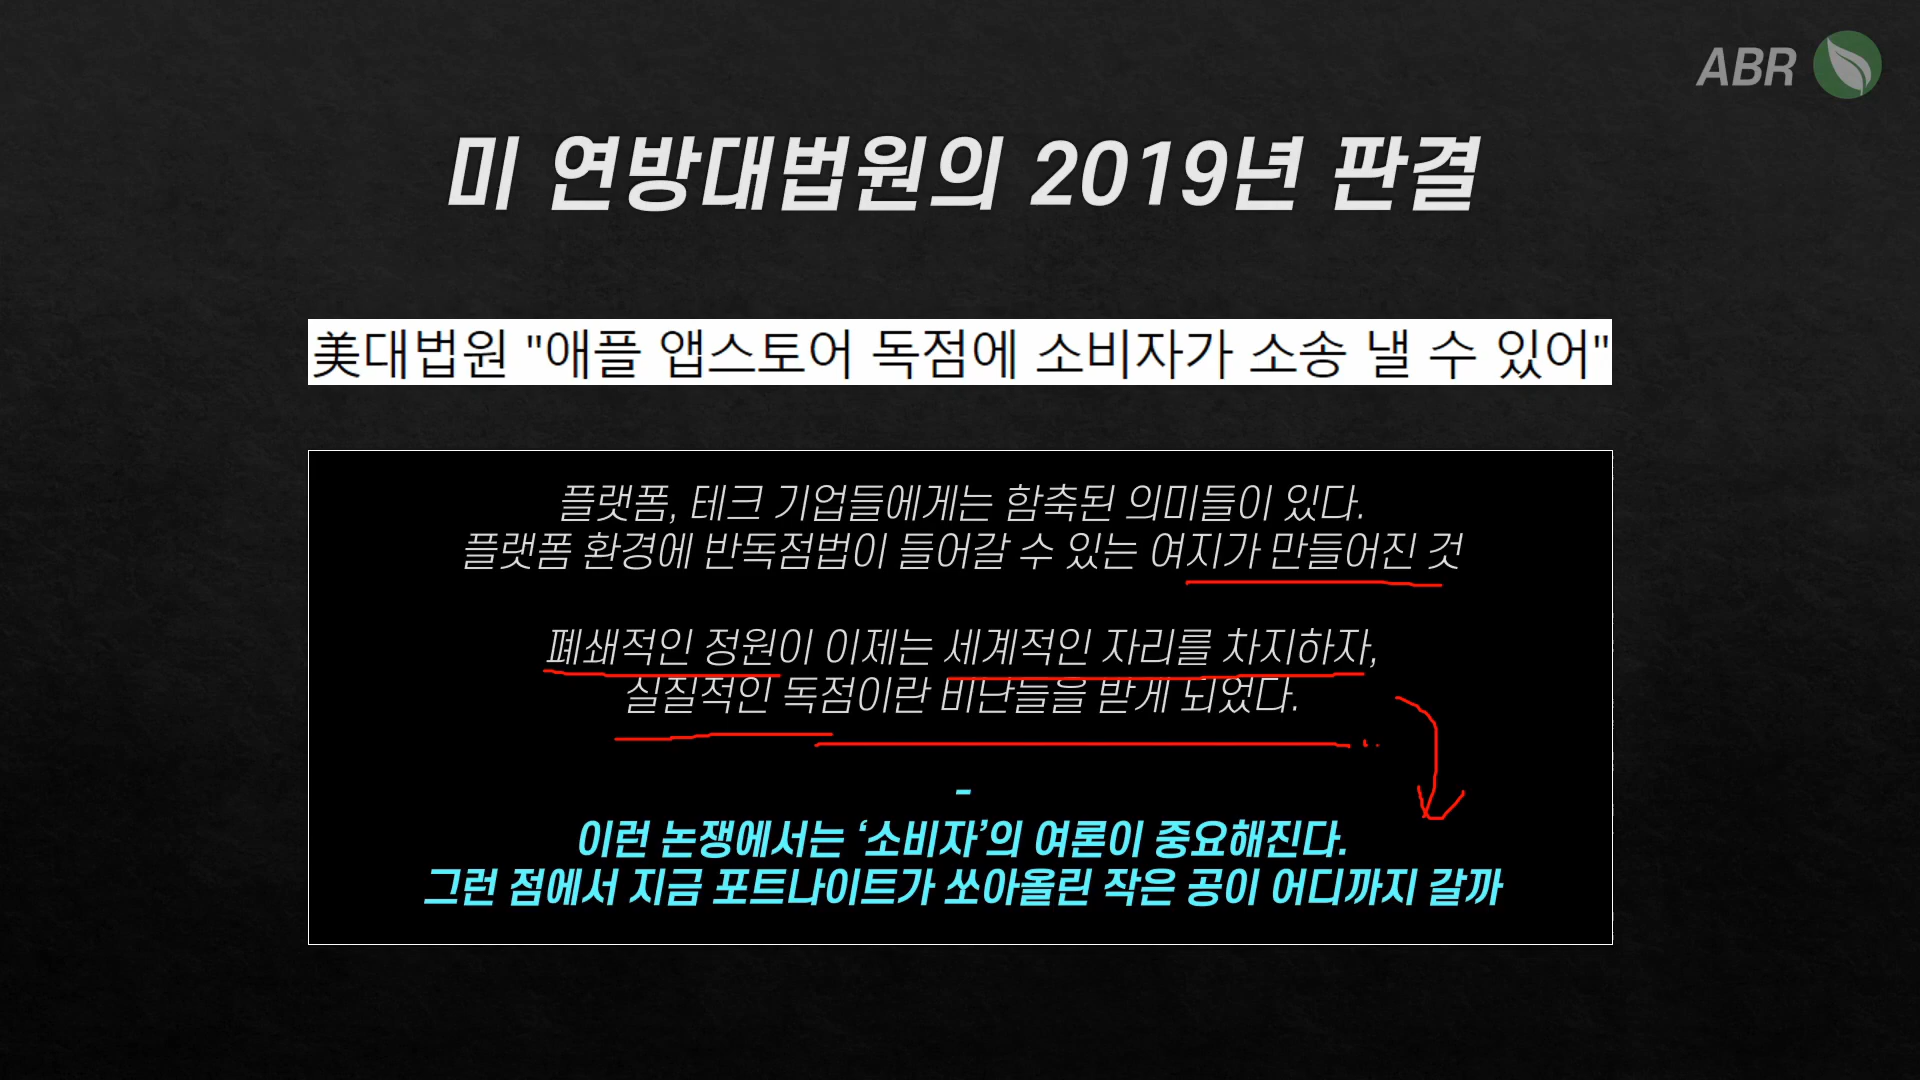 ABR
미 연방대법원의 2019년 판결
美대법원 "애플 앱스토어 독점에 소비자가 소송 낼 수 있어"
플랫폼, 테크 기업들에게는 함축된 의미들이 있다.
플랫폼 환경에 반독점법이 들어갈 수 있는 여지가 만들어진 것
폐쇄적인 정원이 이제는 세계적인 자리를 차지하자,
실질적인 독점이란 비난들을 받게 되었다.
-
이런 논쟁에서는 ‘소비자’의 여론이 중요해진다.
그런 점에서 지금 포트나이트가 쏘아올린 작은 공이 어디까지 갈까